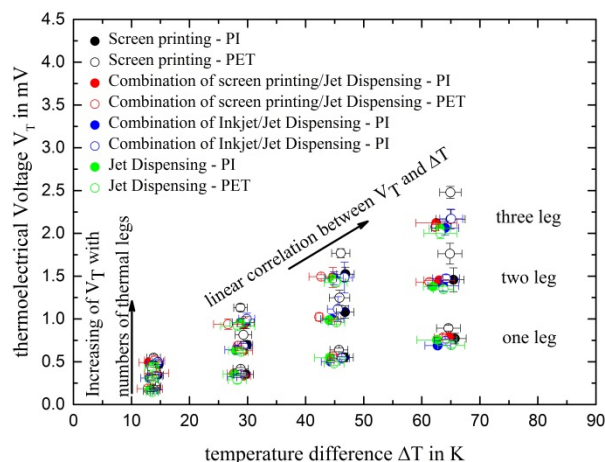 4.5
4.0
3.5
3.0
2.5
2.0
1.5
1.0
0.5
0.0
thermoelectrical Voltage V_T in mV
Screen printing - PI
Screen printing - PET
Combination of screen printing/Jet Dispensing - PI
Combination of screen printing/Jet Dispensing - PET
Combination of Inkjet/Jet Dispensing - PI
Combination of Inkjet/Jet Dispensing - PI
Jet Dispensing - PI
Jet Dispensing - PET
linear correlation between V_T and ΔT
Increasing of V_T with
numbers of thermal legs
three leg
two leg
one leg
0 10 20 30 40 50 60 70 80 90
temperature difference ΔT in K